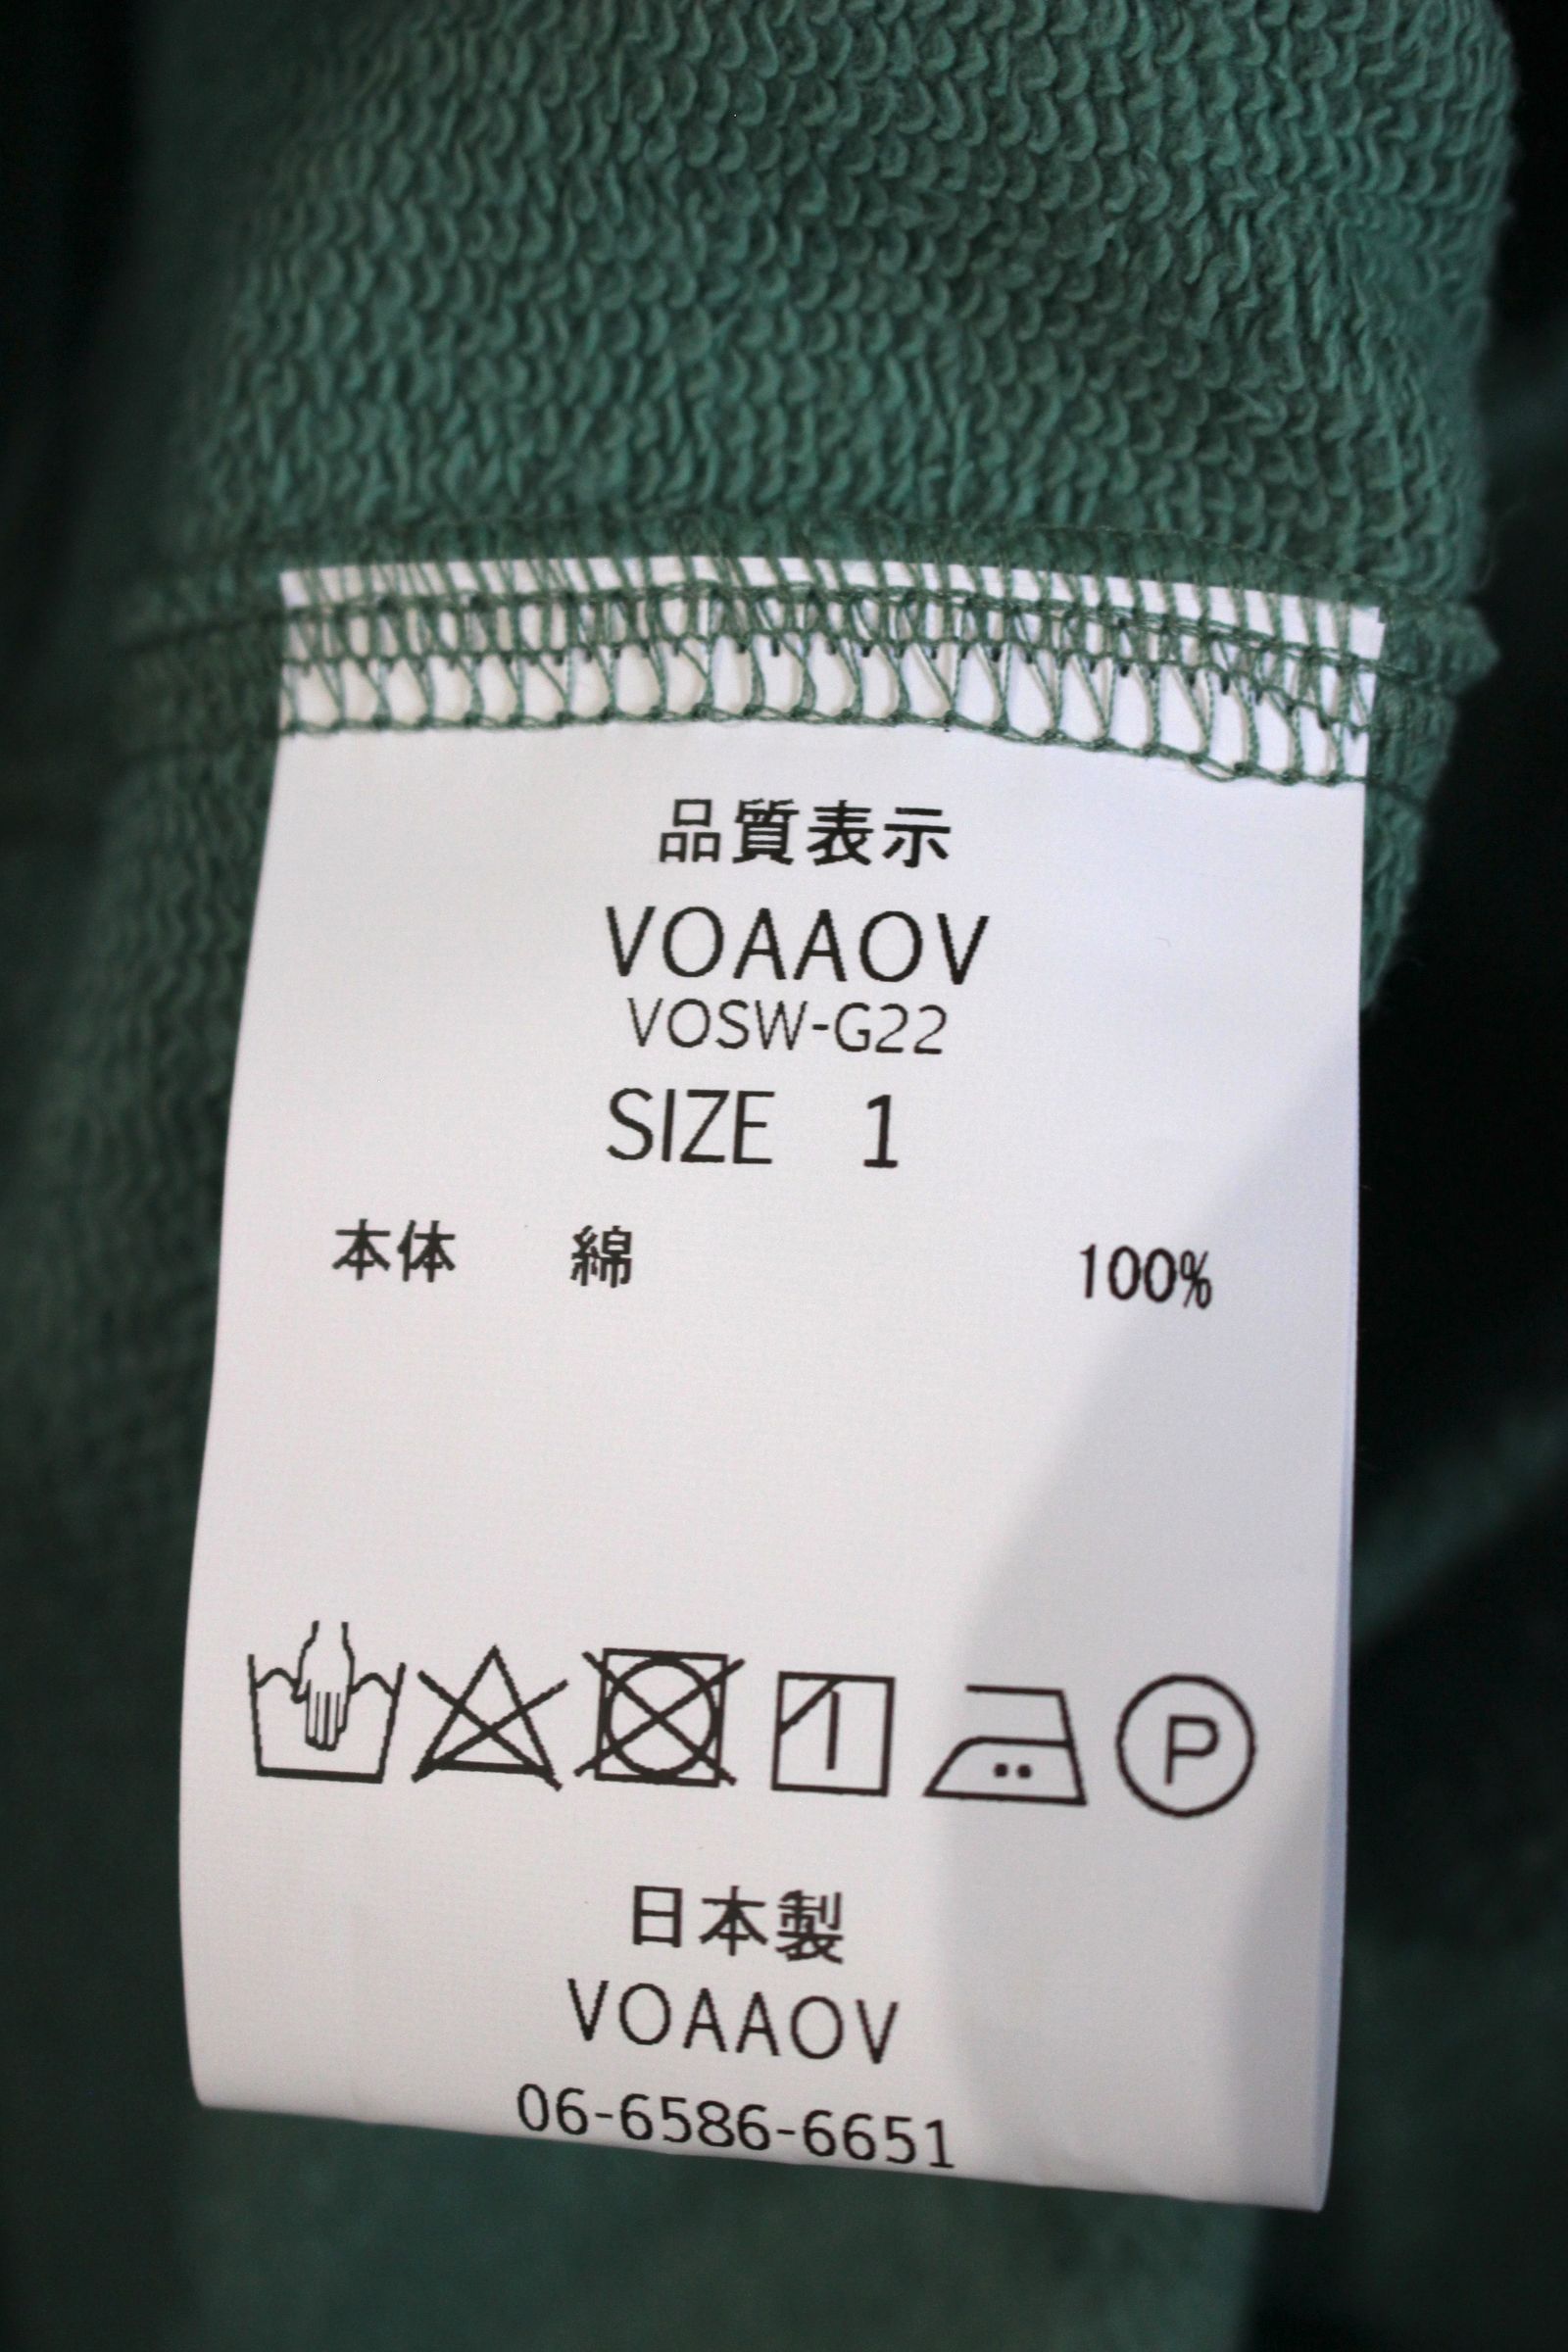 品質表示
VOAAOV
VOSW-G22
SIZE 1
本体 綿 100%
P
日本製
VOAAOV
06-6586-6651